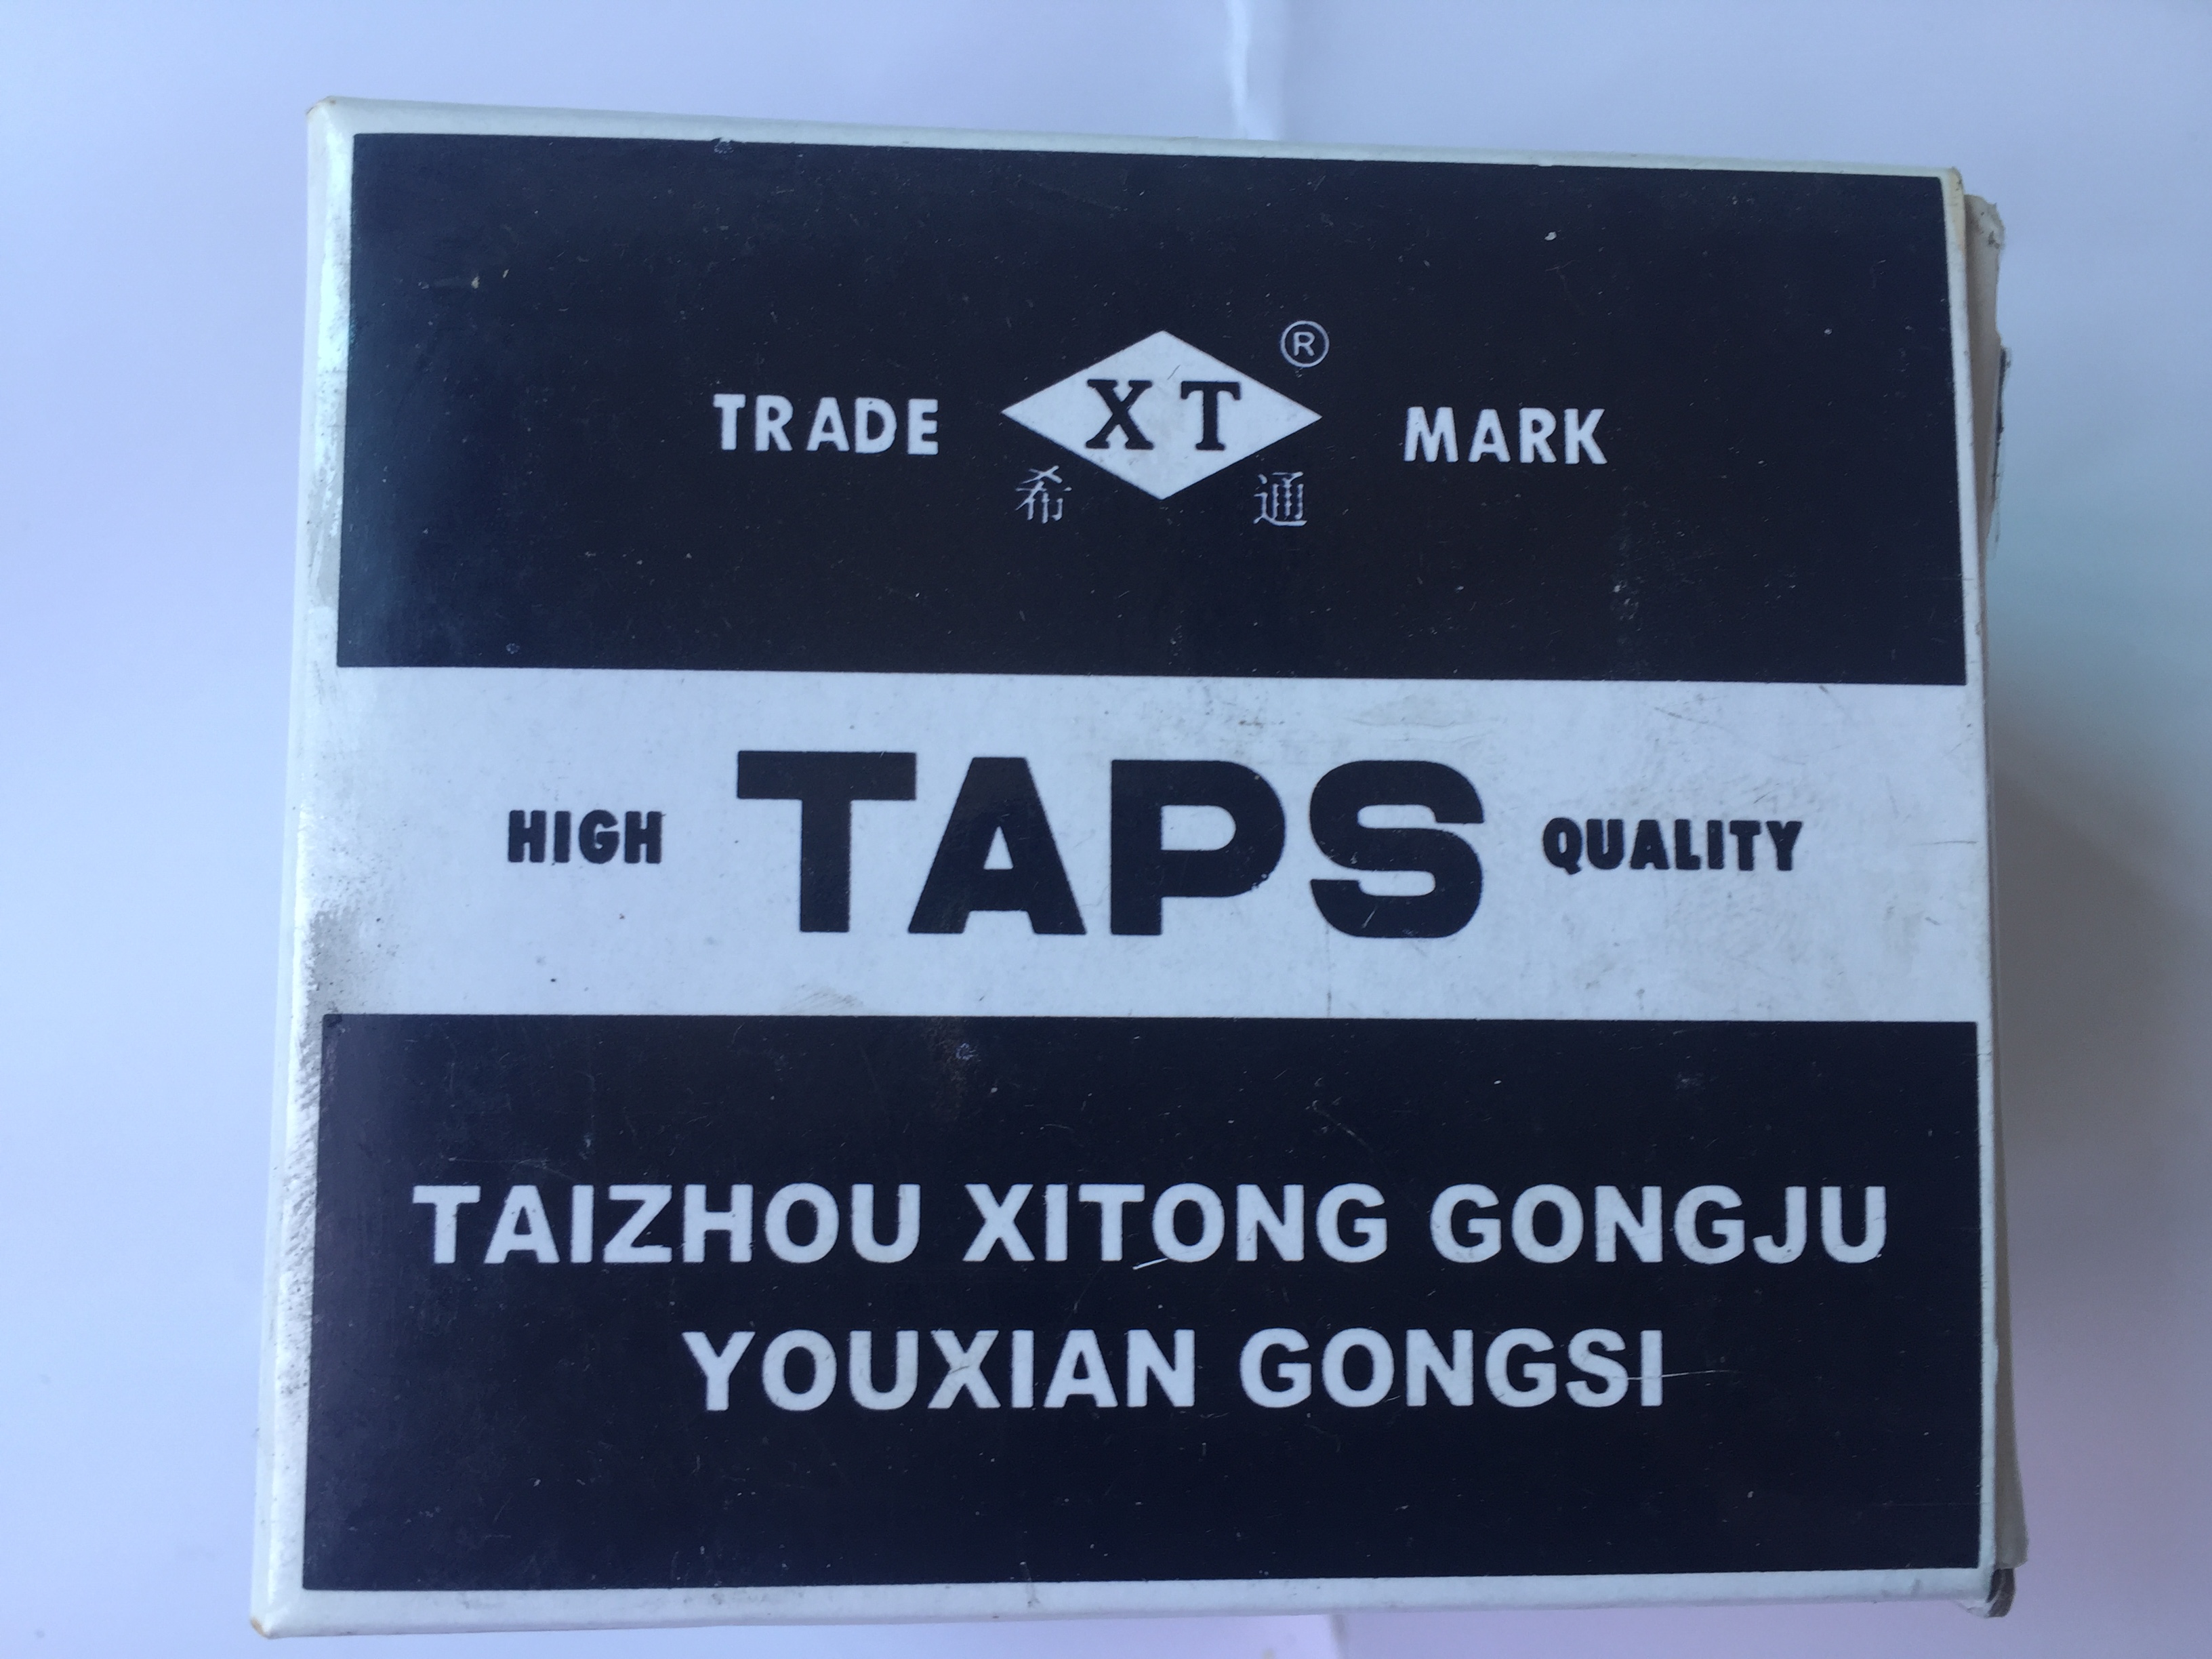 TRADE XT ® MARK
希 通
HIGH TAPS QUALITY
TAIZHOU XITONG GONGJU
YOUXIAN GONGSI